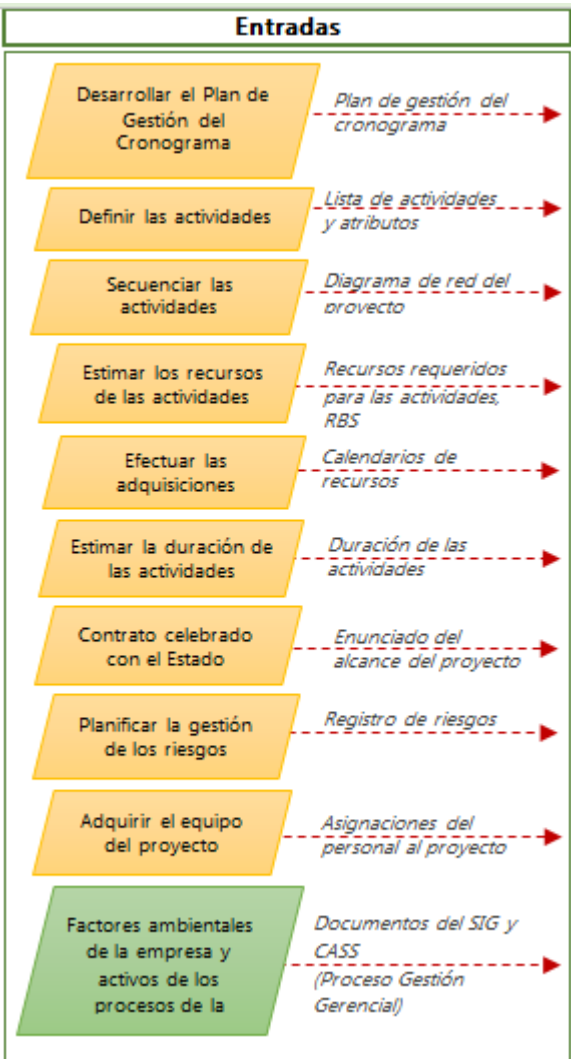 Entradas
Desarrollar el Plan de
Gestión del
Cronograma
Plan de gestión del
cronograma
Definir las actividades
Lista de actividades
y atributos
Secuenciar las
actividades
Diagrama de red del
proyecto
Estimar los recursos
de las actividades
Recursos requeridos
para las actividades,
RBS
Efectuar las
adquisiciones
Calendarios de
recursos
Estimar la duración de
las actividades
Duración de las
actividades
Contrato celebrado
con el Estado
Enunciado del
alcance del proyecto
Planificar la gestión
de los riesgos
Registro de riesgos
Adquirir el equipo
del proyecto
Asignaciones del
personal al proyecto
Factores ambientales
de la empresa y
activos de los
procesos de la
Documentos del SIG y
CASS
(Proceso Gestión
Gerencial)